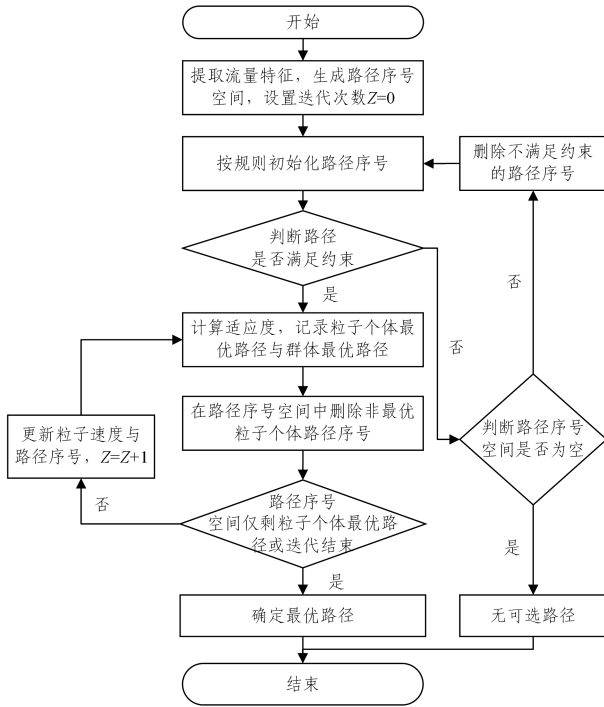 开始
提取流量特征，生成路径序号
空间，设置迭代次数Z=0
按规则初始化路径序号
删除不满足约束
的路径序号
判断路径
是否满足约束
否
是
计算适应度，记录粒子个体最
优路径与群体最优路径
否
在路径序号空间中删除非最优
粒子个体路径序号
更新粒子速度与
路径序号，Z=Z+1
判断路径序号
空间是否为空
否
路径序号
空间仅剩粒子个体最优路
径或迭代结束
是
是
确定最优路径
无可选路径
结束